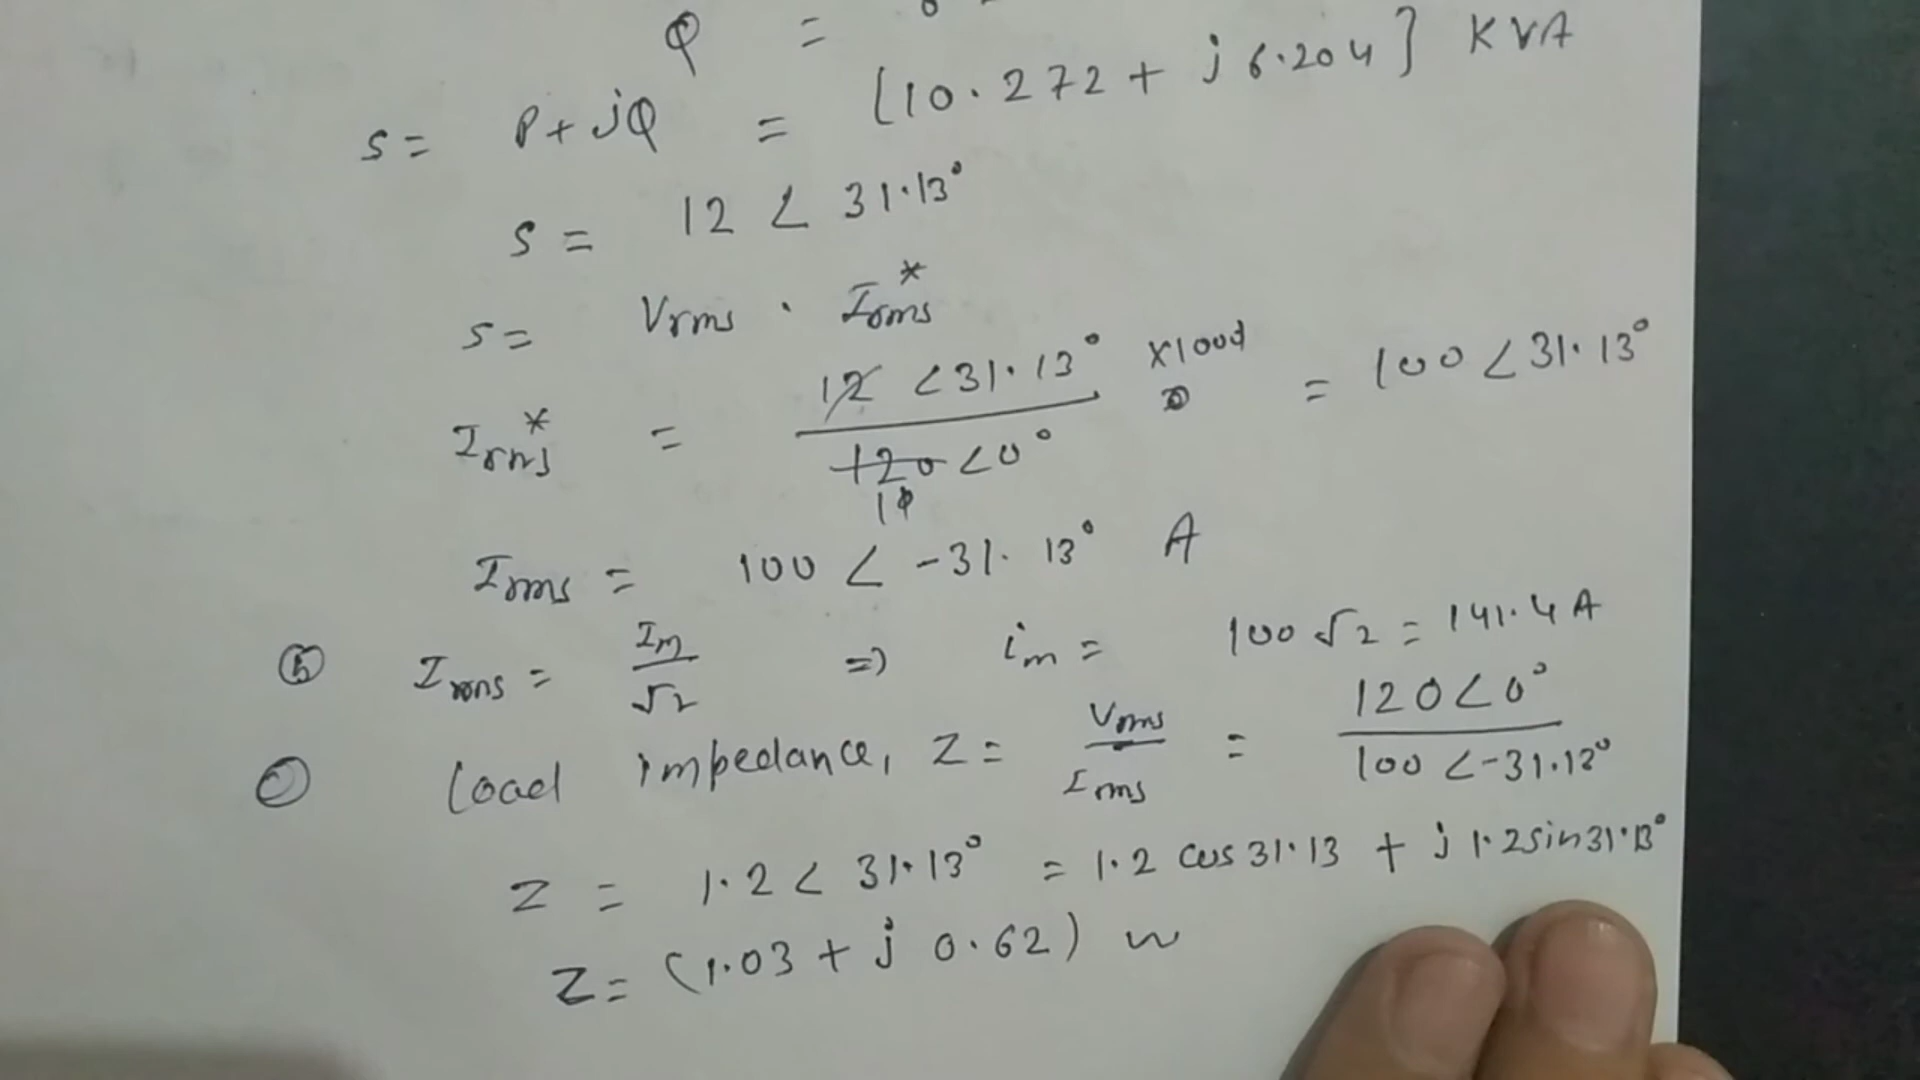 Q =
S = P + jQ = [10.272 + j 6.204] KVA
S = 12 ∠ 31.13°
S = Vrms · Irms*
Irms* = 12 ∠31.13° ×1000 / 120 ∠0° = 100 ∠31.13°
10
Irms = 100 ∠ -31.13° A
ⓑ Irms = Im / √2 ⇒ im = 100 √2 = 141.4 A
load impedance, Z = Vrms / Irms = 120∠0° / 100 ∠-31.13°
Z = 1.2 ∠ 31.13° = 1.2 cos 31.13 + j 1.2 sin 31.13°
Z = (1.03 + j 0.62) w